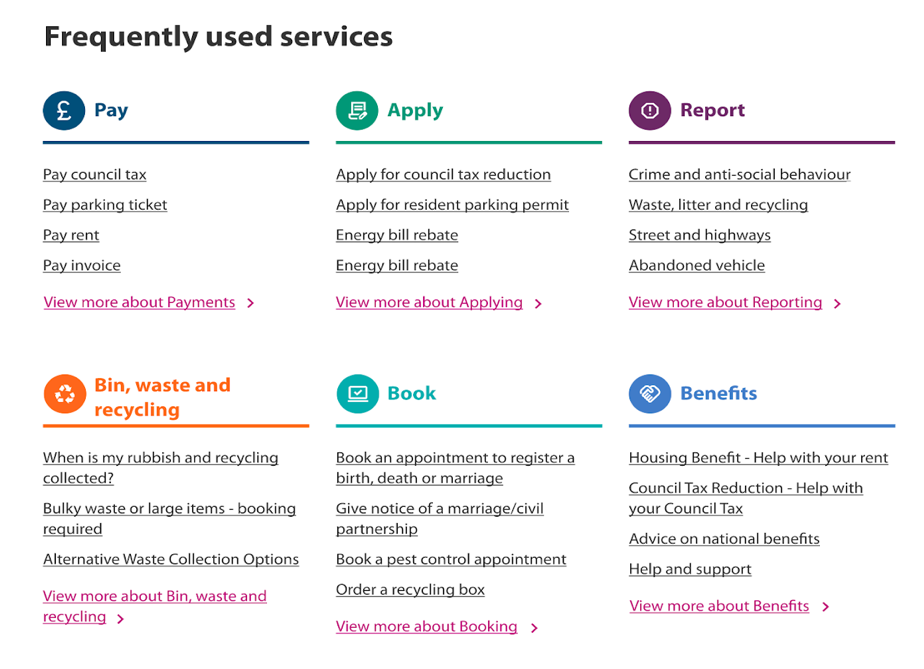 Frequently used services
Pay
Pay council tax
Pay parking ticket
Pay rent
Pay invoice
View more about Payments
Apply
Apply for council tax reduction
Apply for resident parking permit
Energy bill rebate
Energy bill rebate
View more about Applying
Report
Crime and anti-social behaviour
Waste, litter and recycling
Street and highways
Abandoned vehicle
View more about Reporting
Bin, waste and
recycling
When is my rubbish and recycling
collected?
Bulky waste or large items - booking
required
Alternative Waste Collection Options
View more about Bin, waste and
recycling
Book
Book an appointment to register a
birth, death or marriage
Give notice of a marriage/civil
partnership
Book a pest control appointment
Order a recycling box
View more about Booking
Benefits
Housing Benefit - Help with your rent
Council Tax Reduction - Help with
your Council Tax
Advice on national benefits
Help and support
View more about Benefits